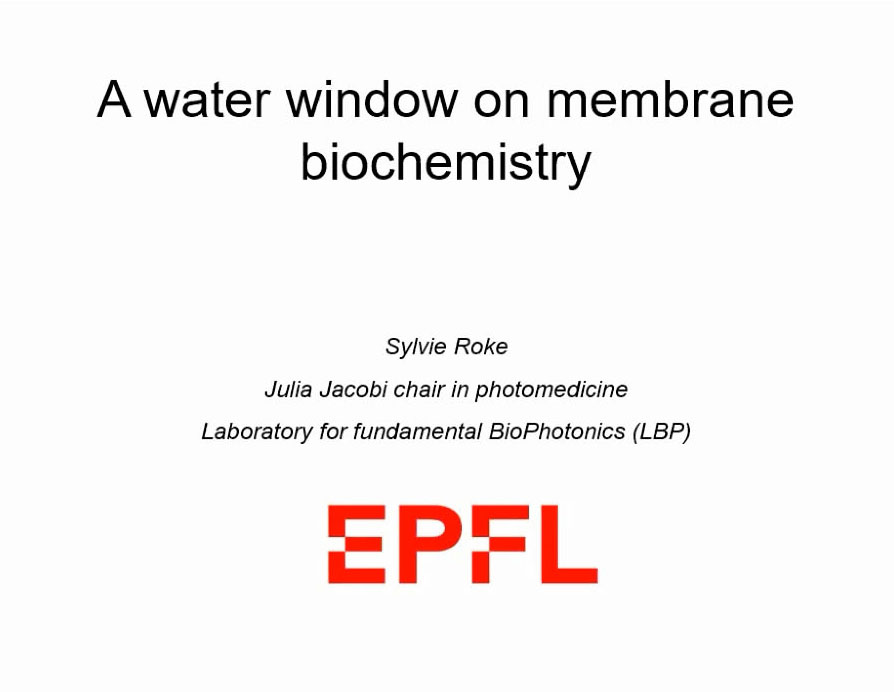 A water window on membrane
biochemistry
Sylvie Roke
Julia Jacobi chair in photomedicine
Laboratory for fundamental BioPhotonics (LBP)
EPFL